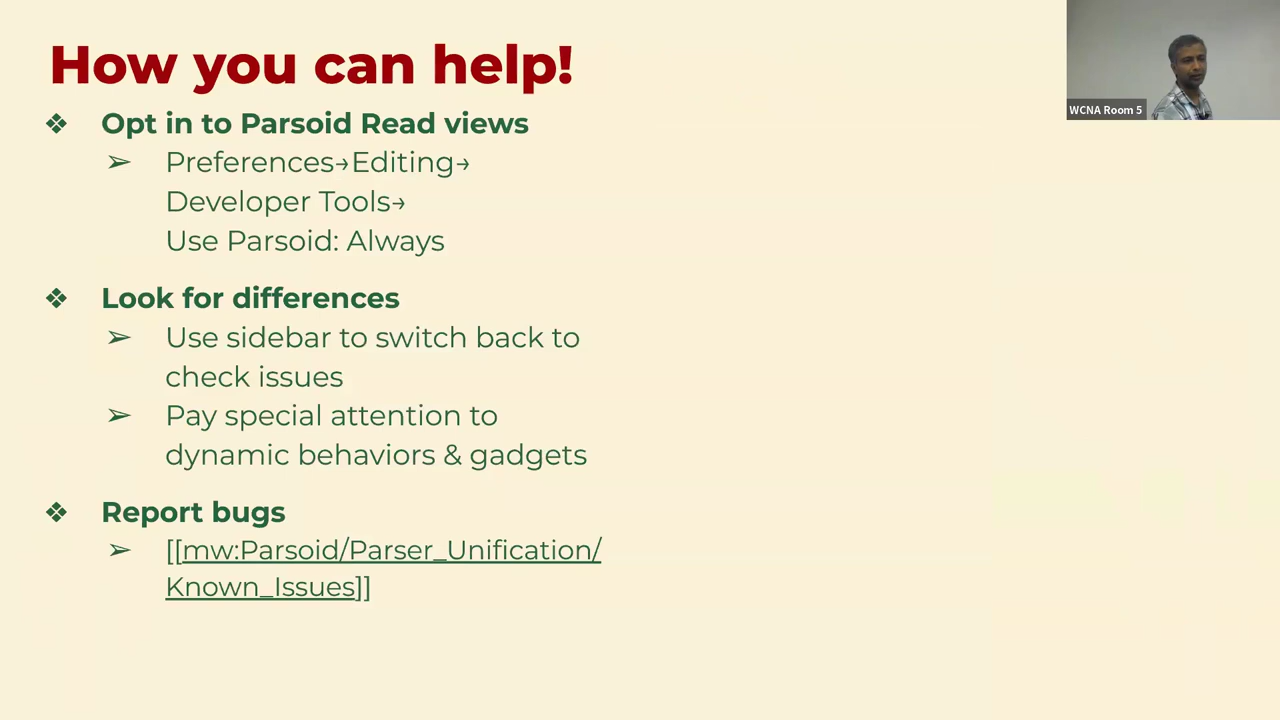 How you can help!
WCNA Room 5
❖ Opt in to Parsoid Read views
➢ Preferences→Editing→
Developer Tools→
Use Parsoid: Always
❖ Look for differences
➢ Use sidebar to switch back to
check issues
➢ Pay special attention to
dynamic behaviors & gadgets
❖ Report bugs
➢ [[mw:Parsoid/Parser_Unification/
Known_Issues]]